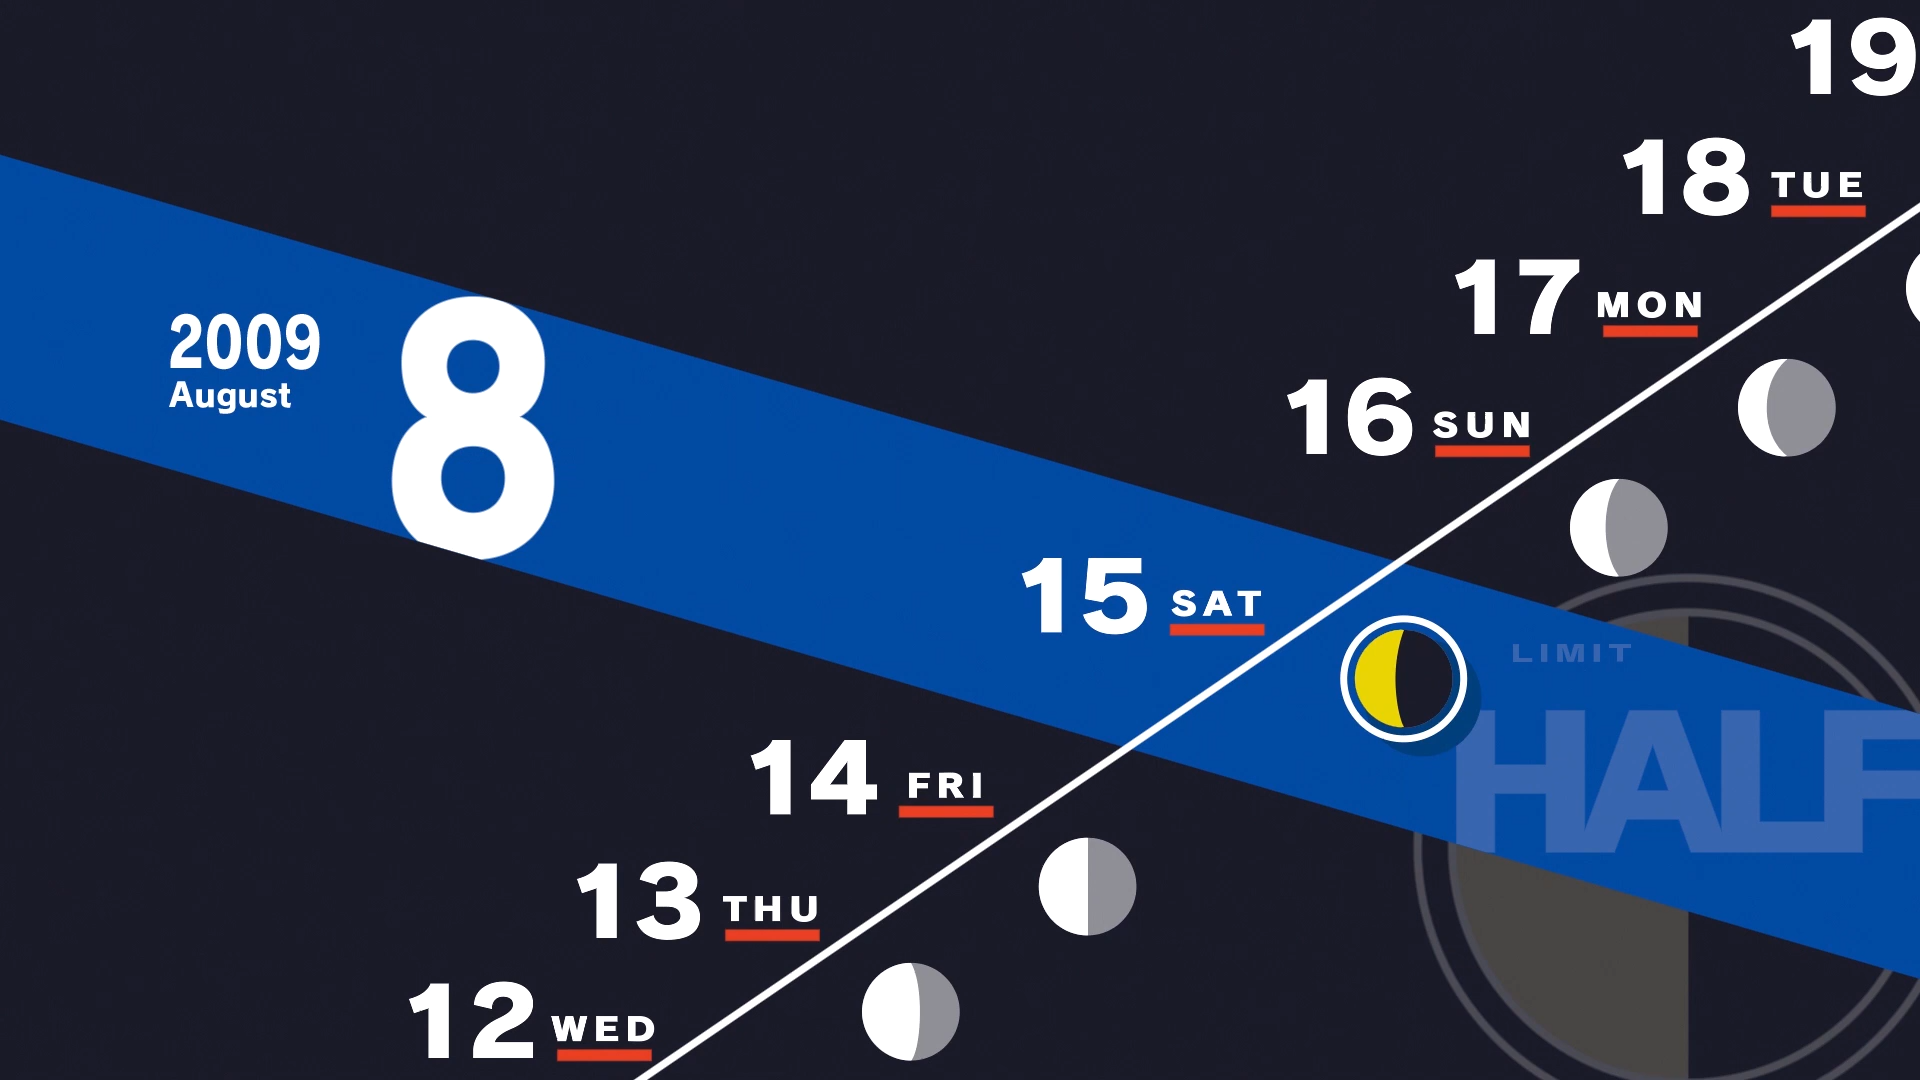 19
18 TUE
17 MON
16 SUN
2009
August
8
15 SAT
LIMIT
HALF
14 FRI
13 THU
12 WED